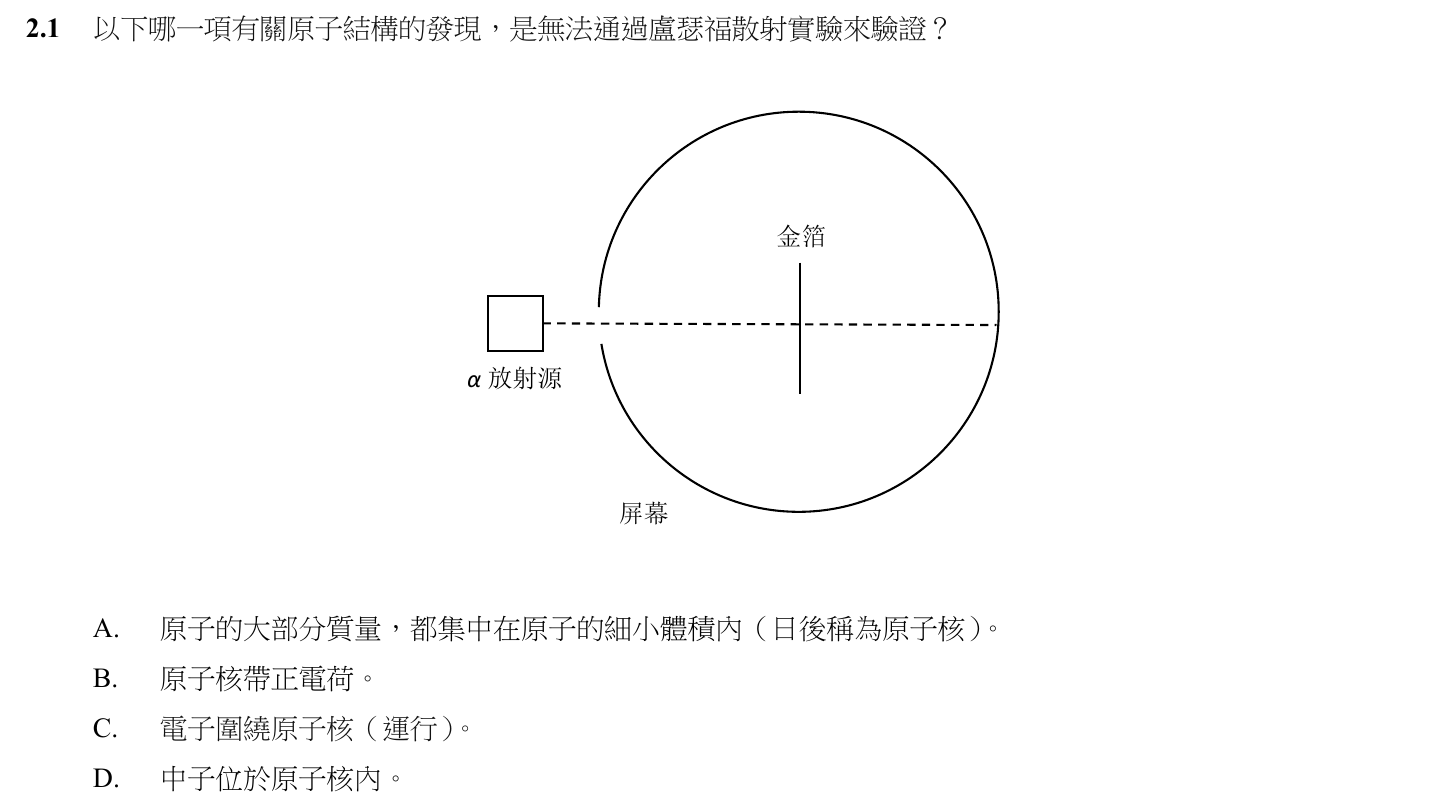 2.1 以下哪一項有關原子結構的發現，是無法通過盧瑟福散射實驗來驗證？
金箔
α 放射源
屏幕
A. 原子的大部分質量，都集中在原子的細小體積內（日後稱為原子核）。
B. 原子核帶正電荷。
C. 電子圍繞原子核（運行）。
D. 中子位於原子核內。